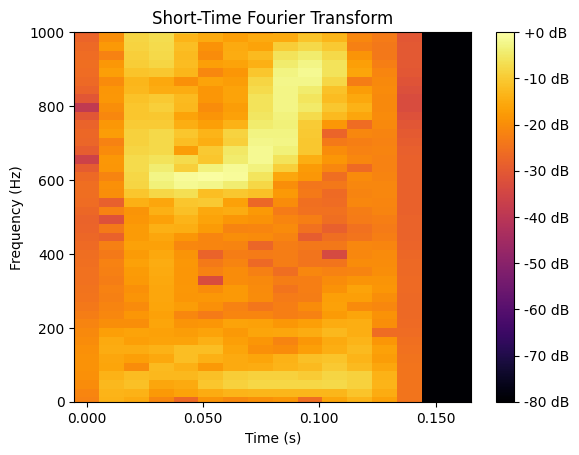 Short-Time Fourier Transform
1000
800
600
400
200
0
Frequency (Hz)
0.000
0.050
0.100
0.150
Time (s)
+0 dB
-10 dB
-20 dB
-30 dB
-40 dB
-50 dB
-60 dB
-70 dB
-80 dB